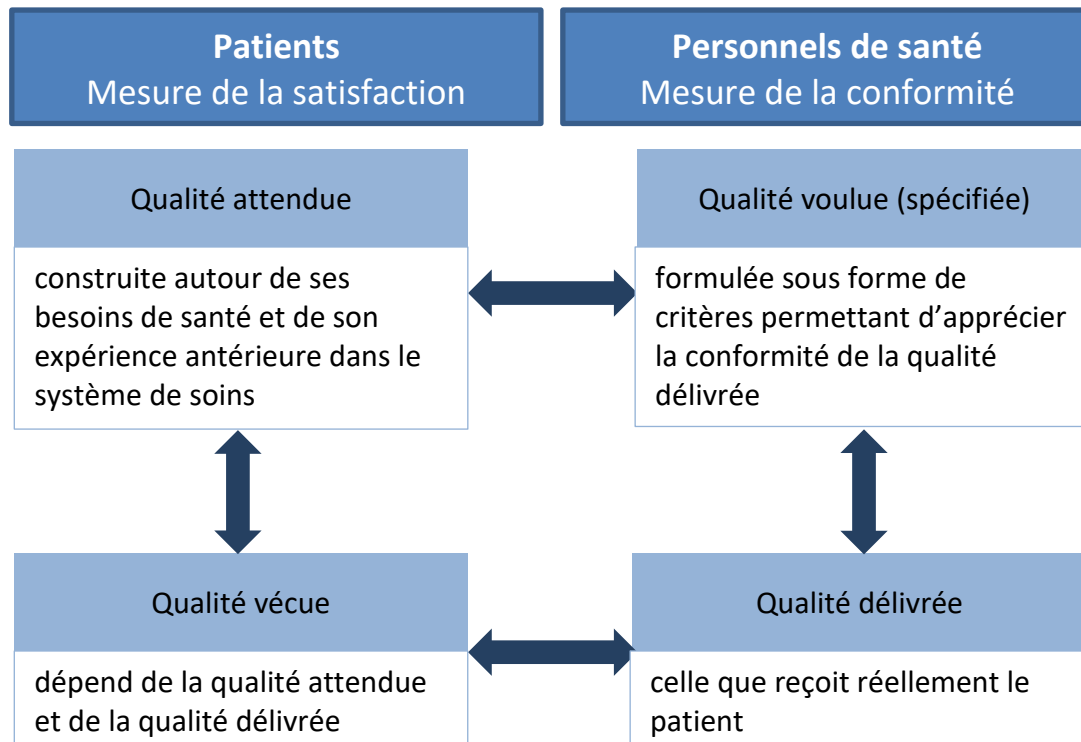 Patients
Mesure de la satisfaction
Personnels de santé
Mesure de la conformité
Qualité attendue
construite autour de ses
besoins de santé et de son
expérience antérieure dans le
système de soins
Qualité voulue (spécifiée)
formulée sous forme de
critères permettant d’apprécier
la conformité de la qualité
délivrée
Qualité vécue
dépend de la qualité attendue
et de la qualité délivrée
Qualité délivrée
celle que reçoit réellement le
patient